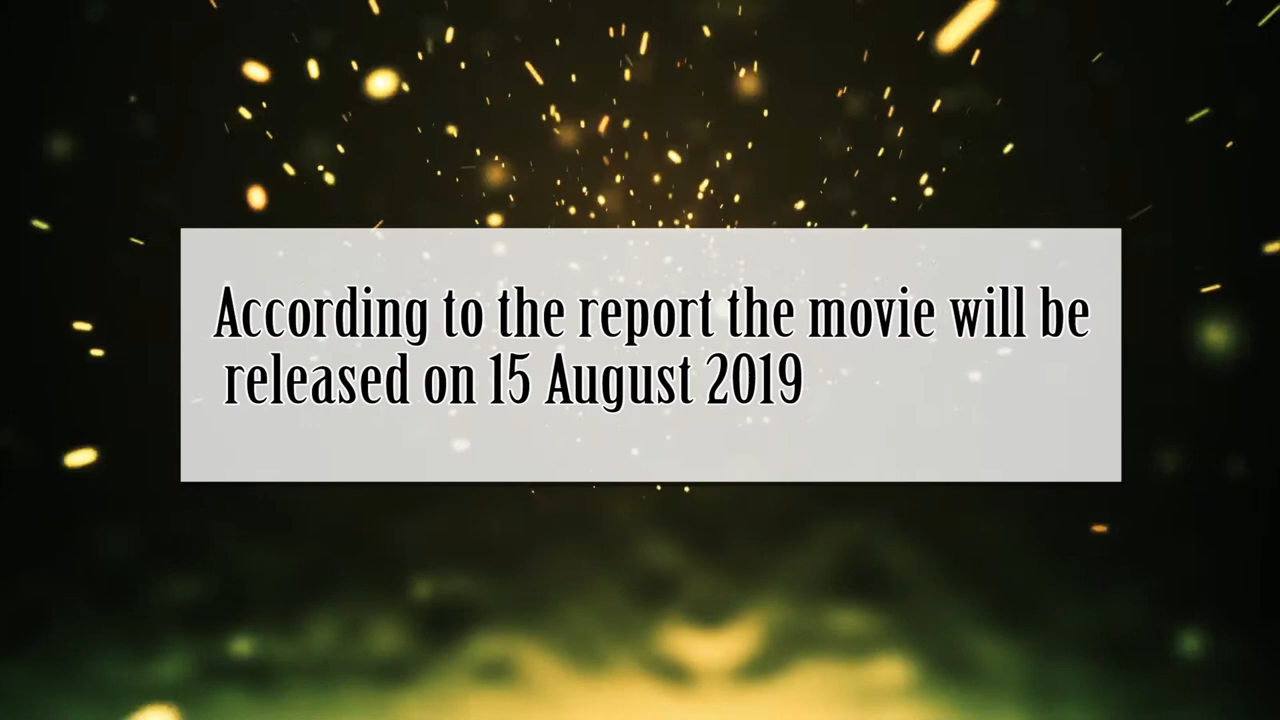 According to the report the movie will be
released on 15 August 2019